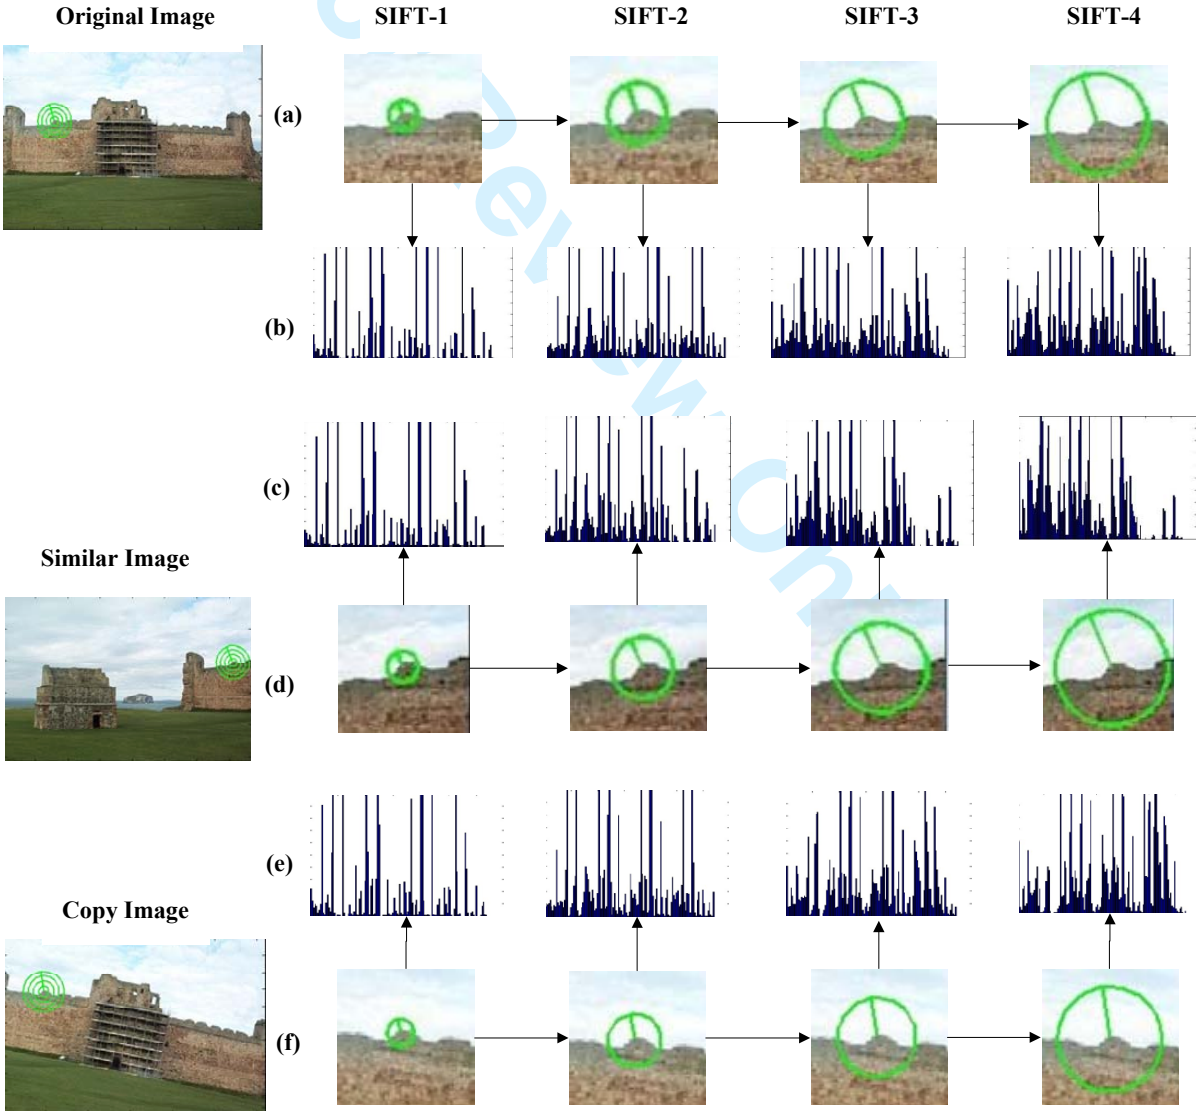 Original Image
SIFT-1
SIFT-2
SIFT-3
SIFT-4
(a)
(b)
(c)
Similar Image
(d)
(e)
Copy Image
(f)